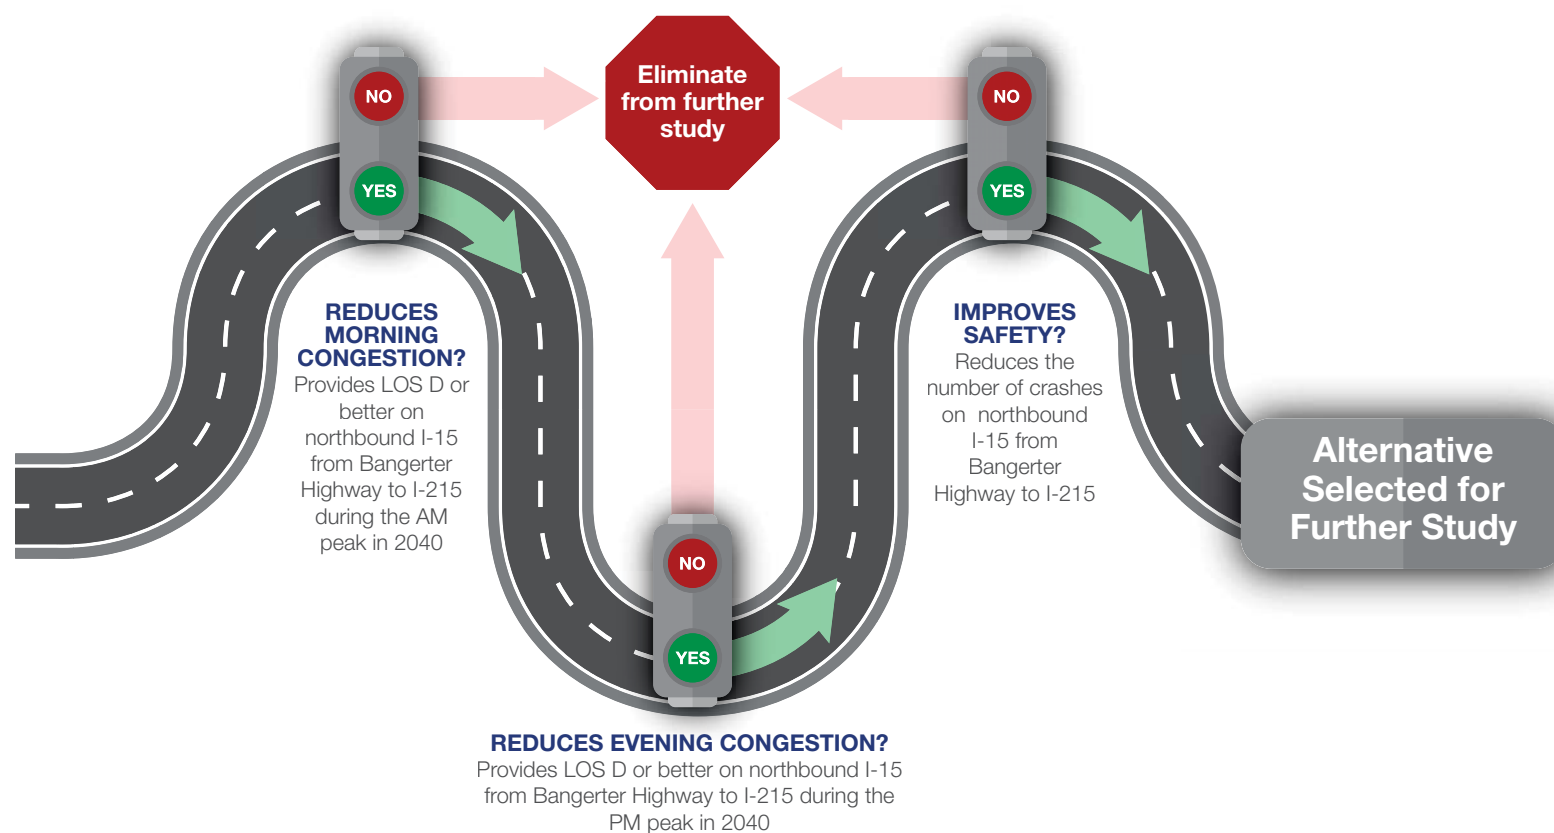 NO
YES
Eliminate
from further
study
NO
YES
REDUCES
MORNING
CONGESTION?
Provides LOS D or
better on
northbound I-15
from Bangerter
Highway to I-215
during the AM
peak in 2040
NO
YES
REDUCES EVENING CONGESTION?
Provides LOS D or better on northbound I-15
from Bangerter Highway to I-215 during the
PM peak in 2040
IMPROVES
SAFETY?
Reduces the
number of crashes
on northbound
I-15 from
Bangerter
Highway to I-215
Alternative
Selected for
Further Study